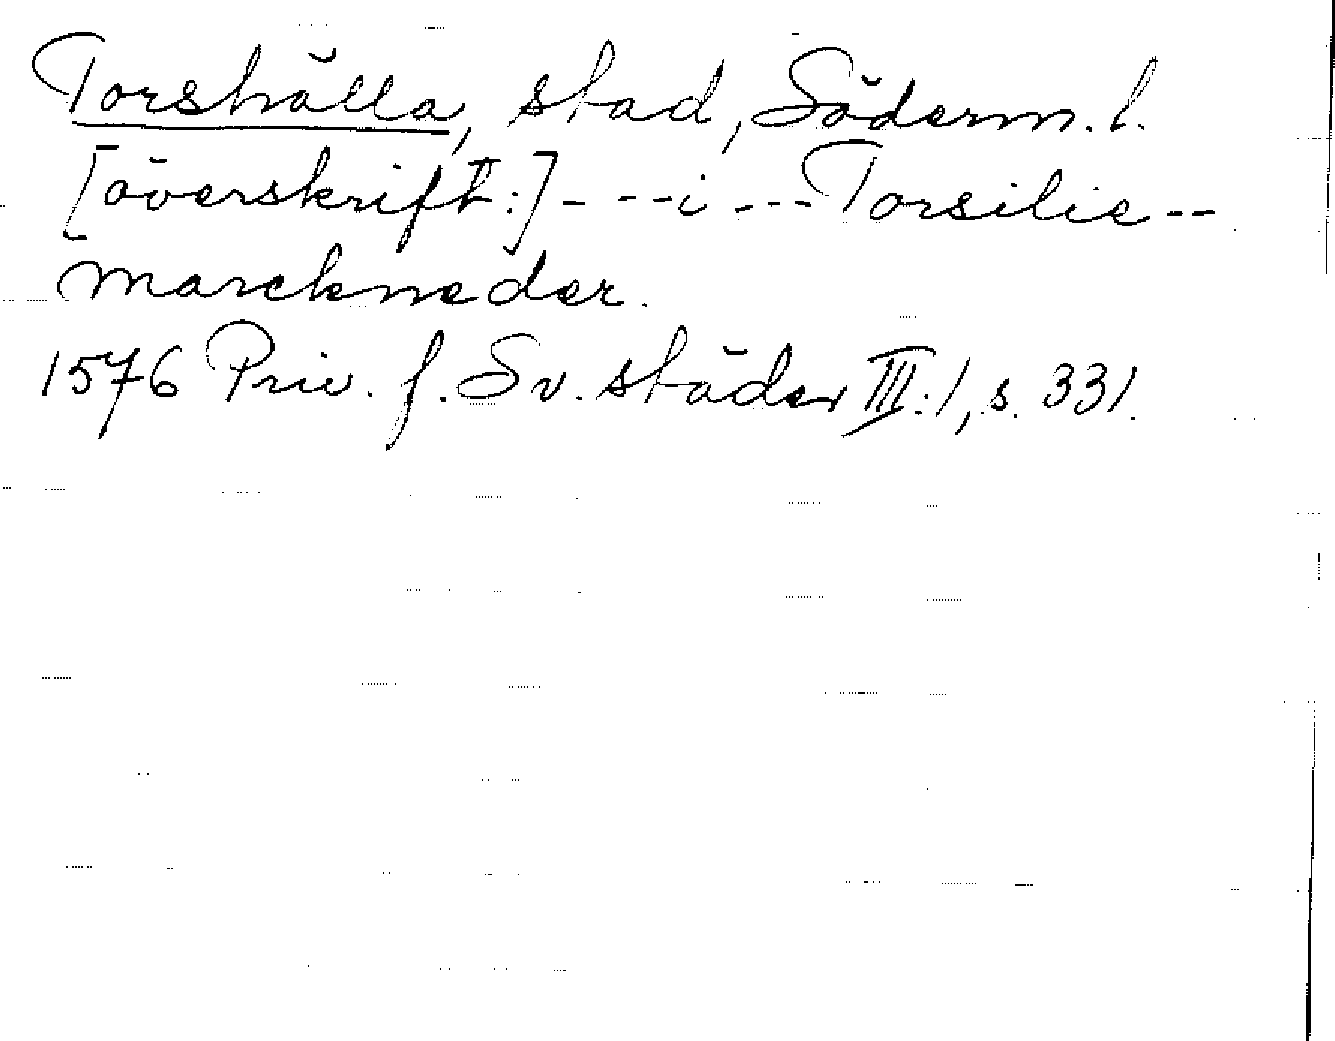 Torshälla, stad, Söderm. l.
[överskrift:] - --i --- Torsilie --
marckneder.
1576 Priv. f. Sv. städer III:1, s. 331.